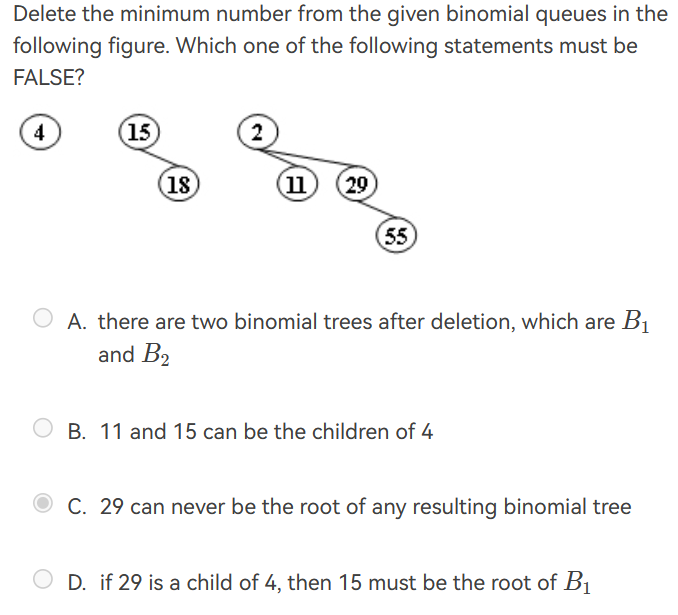 Delete the minimum number from the given binomial queues in the
following figure. Which one of the following statements must be
FALSE?
4 15 2
18 11 29
55
A. there are two binomial trees after deletion, which are B₁
and B₂
B. 11 and 15 can be the children of 4
C. 29 can never be the root of any resulting binomial tree
D. if 29 is a child of 4, then 15 must be the root of B₁